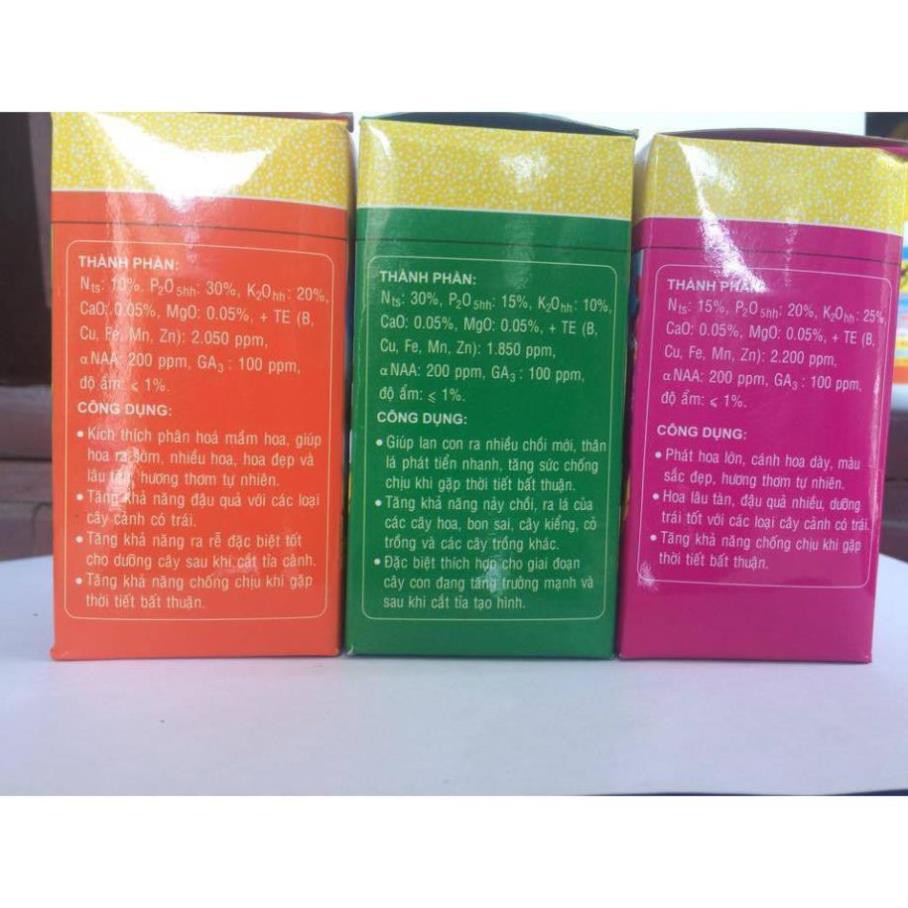 THÀNH PHẦN:
Nts: 10%, P2O5hh: 30%, K2Ohh: 20%,
CaO: 0.05%, MgO: 0.05%, + TE (B,
Cu, Fe, Mn, Zn): 2.050 ppm,
αNAA: 200 ppm, GA3 : 100 ppm,
độ ẩm: ⩽ 1%.
CÔNG DỤNG:
• Kích thích phân hoá mầm hoa, giúp
hoa ra sớm, nhiều hoa, hoa đẹp và
lâu tàn, hương thơm tự nhiên.
• Tăng khả năng đậu quả với các loại
cây cảnh có trái.
• Tăng khả năng ra rễ đặc biệt tốt
cho dưỡng cây sau khi cắt tỉa cành.
• Tăng khả năng chống chịu khi gặp
thời tiết bất thuận.
THÀNH PHẦN:
Nts: 30%, P2O5hh: 15%, K2Ohh: 10%,
CaO: 0.05%, MgO: 0.05%, + TE (B,
Cu, Fe, Mn, Zn): 1.850 ppm,
αNAA: 200 ppm, GA3 : 100 ppm,
độ ẩm: ⩽ 1%.
CÔNG DỤNG:
• Giúp lan con ra nhiều chồi mới, thân
lá phát tiển nhanh, tăng sức chống
chịu khi gặp thời tiết bất thuận.
• Tăng khả năng nảy chồi, ra lá của
các cây hoa, bon sai, cây kiểng, cỏ
trồng và các cây trồng khác.
• Đặc biệt thích hợp cho giai đoạn
cây con đang tăng trưởng mạnh và
sau khi cắt tỉa tạo hình.
THÀNH PHẦN:
Nts: 15%, P2O5hh: 20%, K2Ohh: 25%,
CaO: 0.05%, MgO: 0.05%, + TE (B,
Cu, Fe, Mn, Zn): 2.200 ppm,
αNAA: 200 ppm, GA3 : 100 ppm,
độ ẩm: ⩽ 1%.
CÔNG DỤNG:
• Phát hoa lớn, cánh hoa dày, màu
sắc đẹp, hương thơm tự nhiên.
• Hoa lâu tàn, đậu quả nhiều, dưỡng
trái tốt với các loại cây cảnh có trái.
• Tăng khả năng chống chịu khi gặp
thời tiết bất thuận.